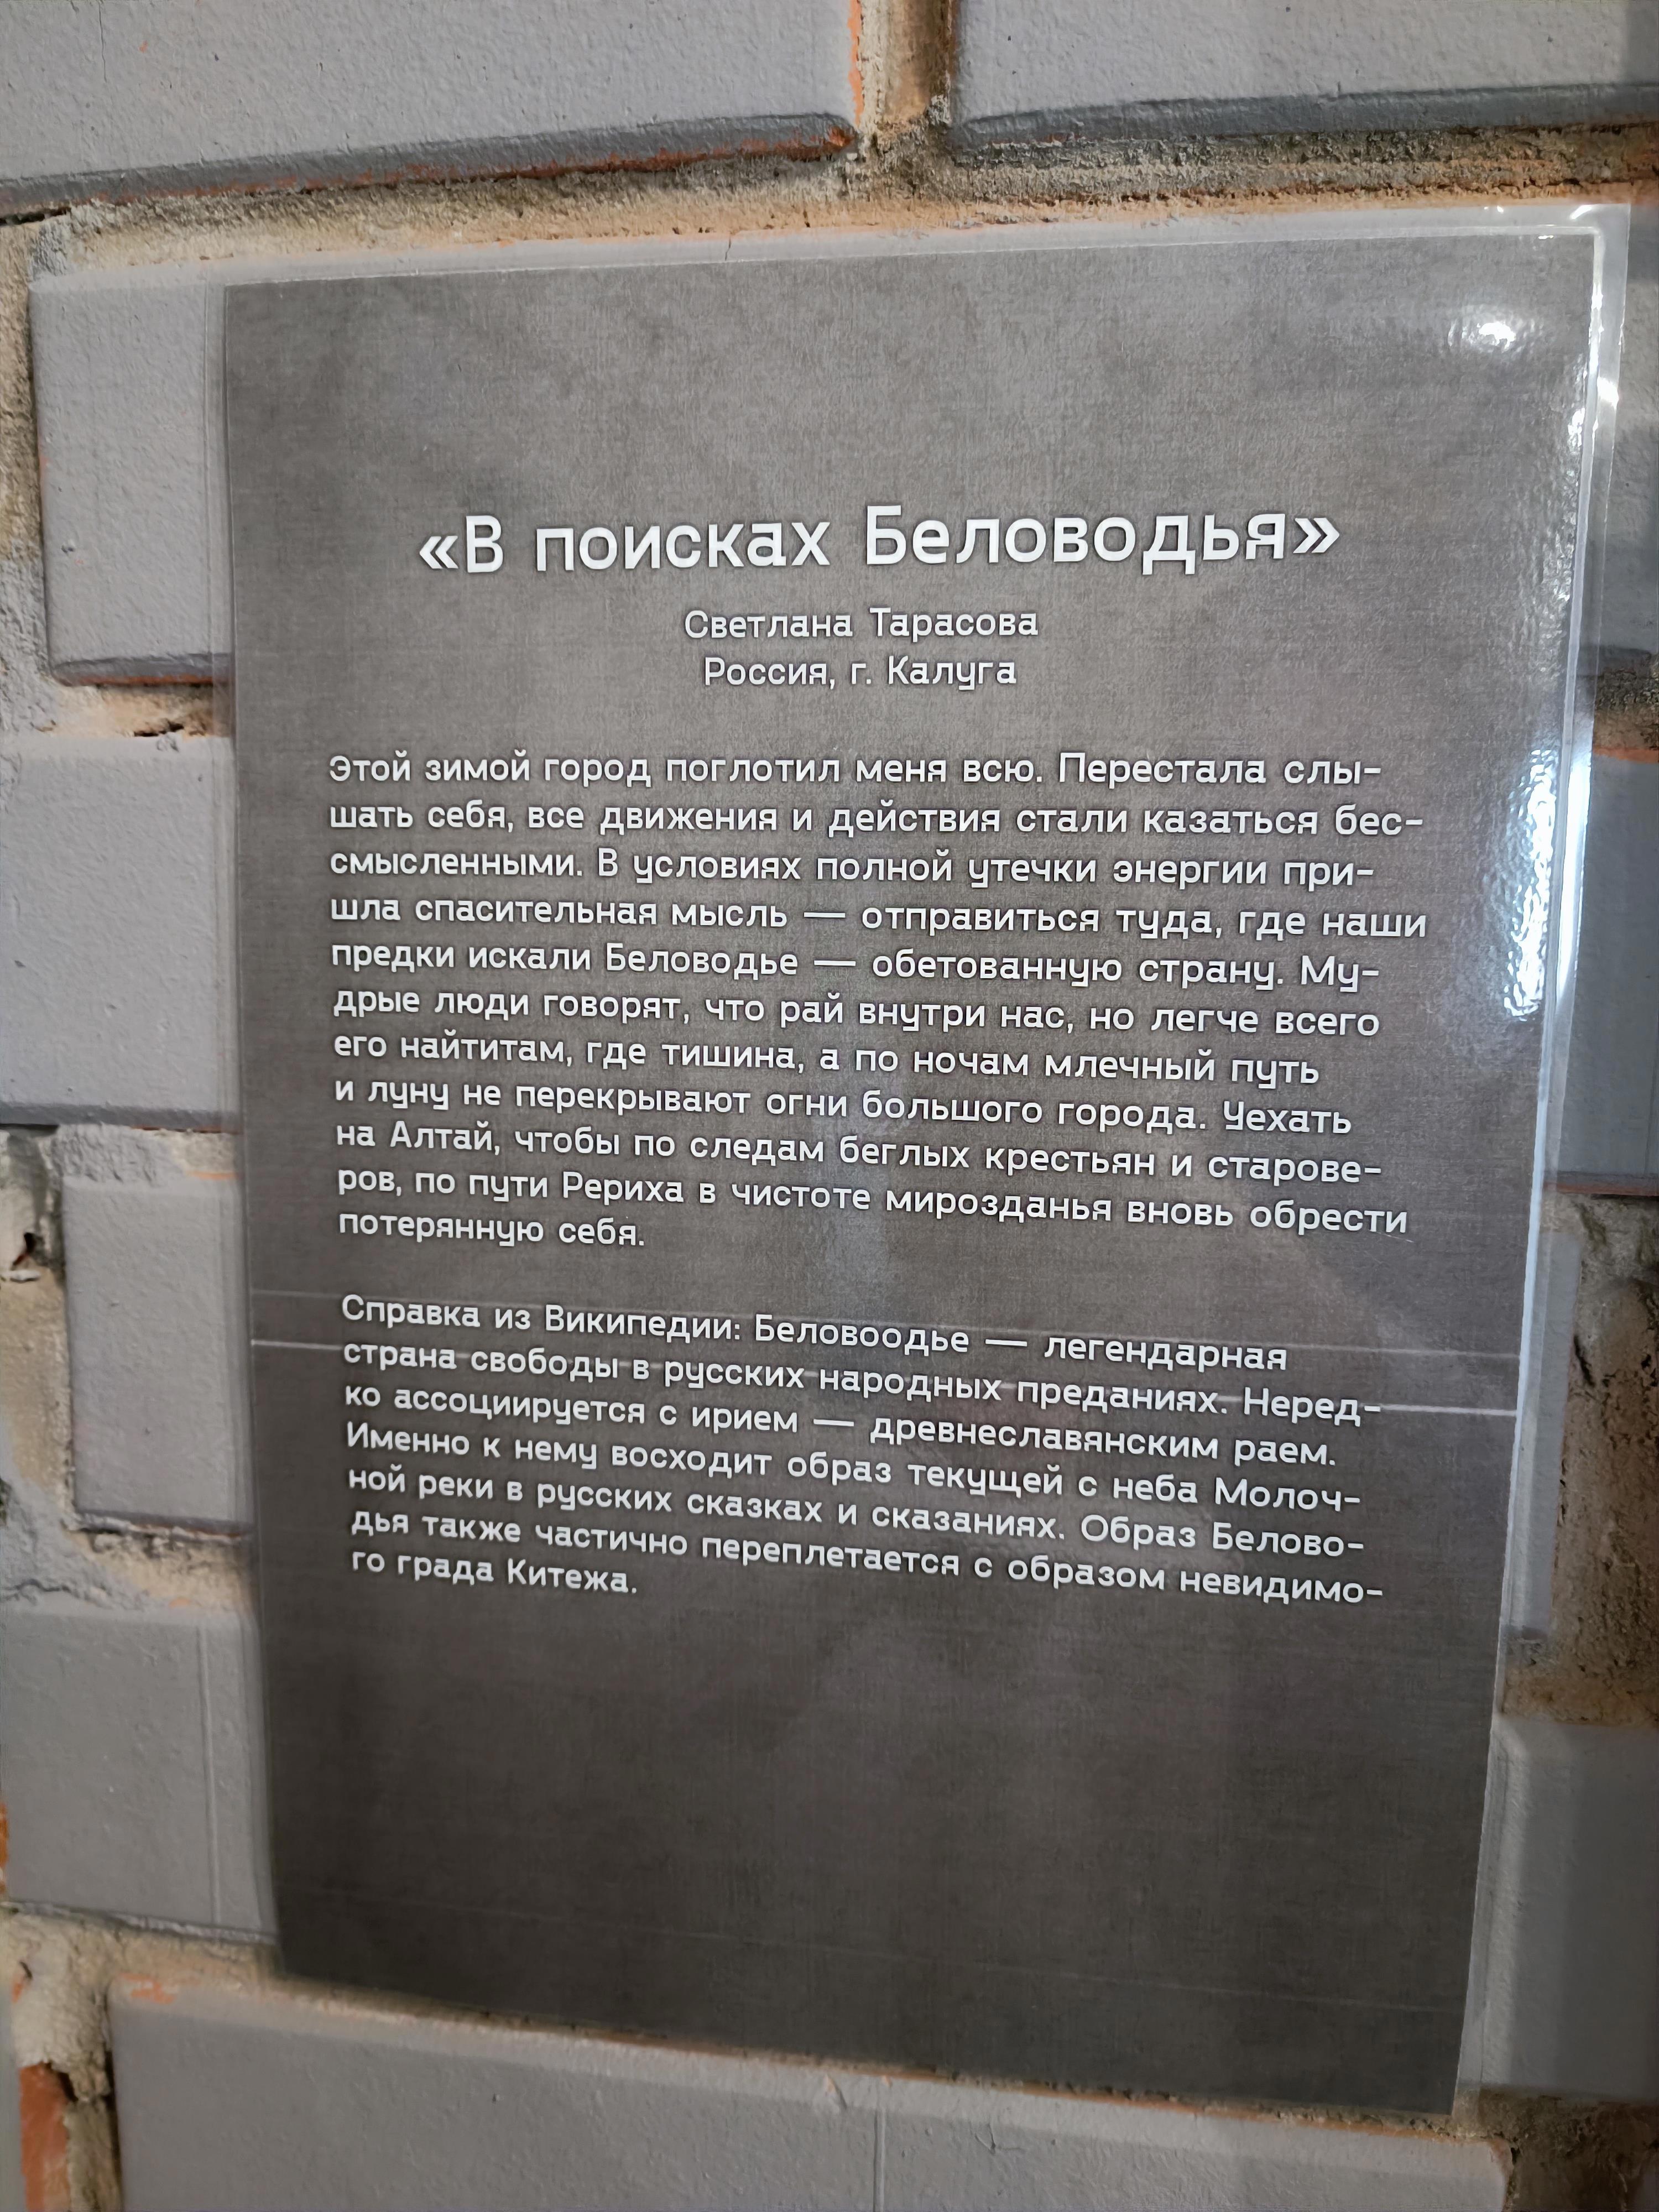 «В поисках Беловодья»
Светлана Тарасова
Россия, г. Калуга
Этой зимой город поглотил меня всю. Перестала слы-
шать себя, все движения и действия стали казаться бес-
смысленными. В условиях полной утечки энергии при-
шла спасительная мысль — отправиться туда, где наши
предки искали Беловодье — обетованную страну. Му-
дрые люди говорят, что рай внутри нас, но легче всего
его найтитам, где тишина, а по ночам млечный путь
и луну не перекрывают огни большого города. Уехать
на Алтай, чтобы по следам беглых крестьян и старове-
ров, по пути Рериха в чистоте мирозданья вновь обрести
потерянную себя.
Справка из Википедии: Беловоодье — легендарная
страна свободы в русских народных преданиях. Неред-
ко ассоциируется с ирием — древнеславянским раем.
Именно к нему восходит образ текущей с неба Молоч-
ной реки в русских сказках и сказаниях. Образ Белово-
дья также частично переплетается с образом невидимо-
го града Китежа.